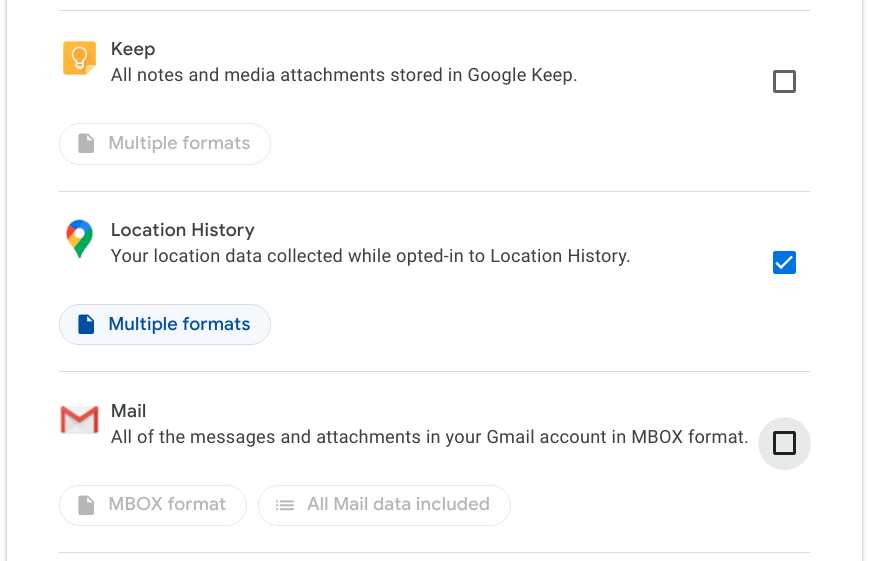 Keep
All notes and media attachments stored in Google Keep.
Multiple formats
Location History
Your location data collected while opted-in to Location History.
Multiple formats
Mail
All of the messages and attachments in your Gmail account in MBOX format.
MBOX format
All Mail data included